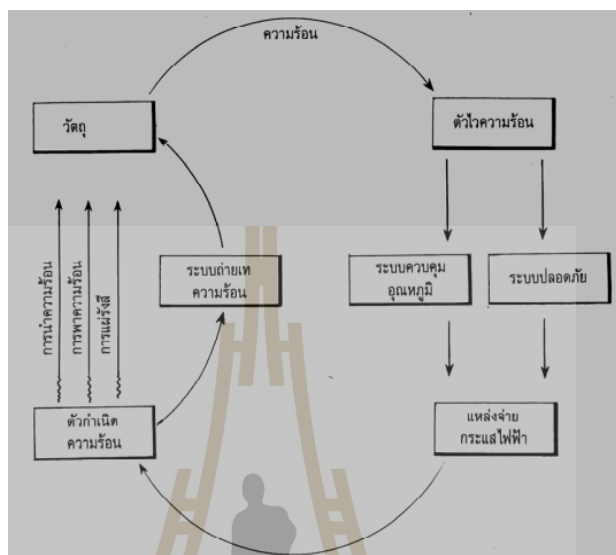 ความร้อน
วัตถุ
ตัวไวความร้อน
ระบบถ่ายเท
ความร้อน
ระบบควบคุม
อุณหภูมิ
ระบบปลอดภัย
การนำความร้อน
การพาความร้อน
การแผ่รังสี
ตัวกำเนิด
ความร้อน
แหล่งจ่าย
กระแสไฟฟ้า